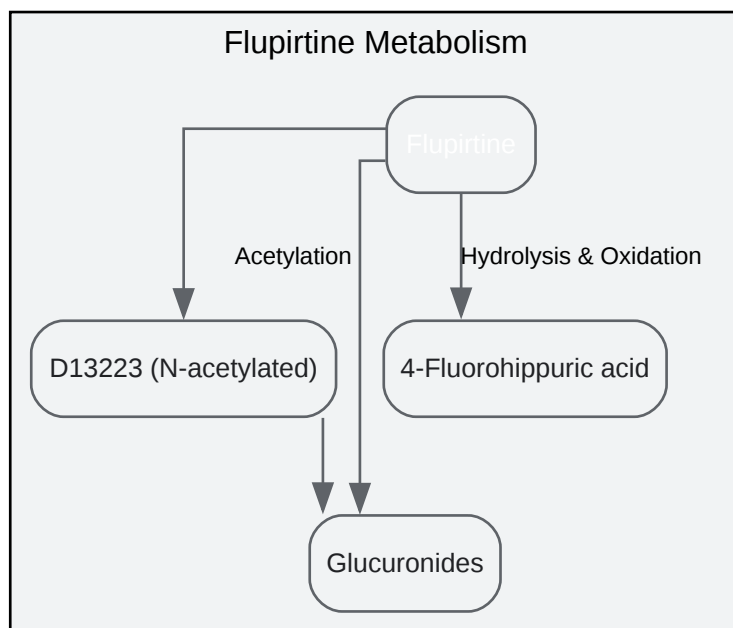 Flupirtine Metabolism
Flupirtine
Acetylation
Hydrolysis & Oxidation
D13223 (N-acetylated)
4-Fluorohippuric acid
Glucuronides